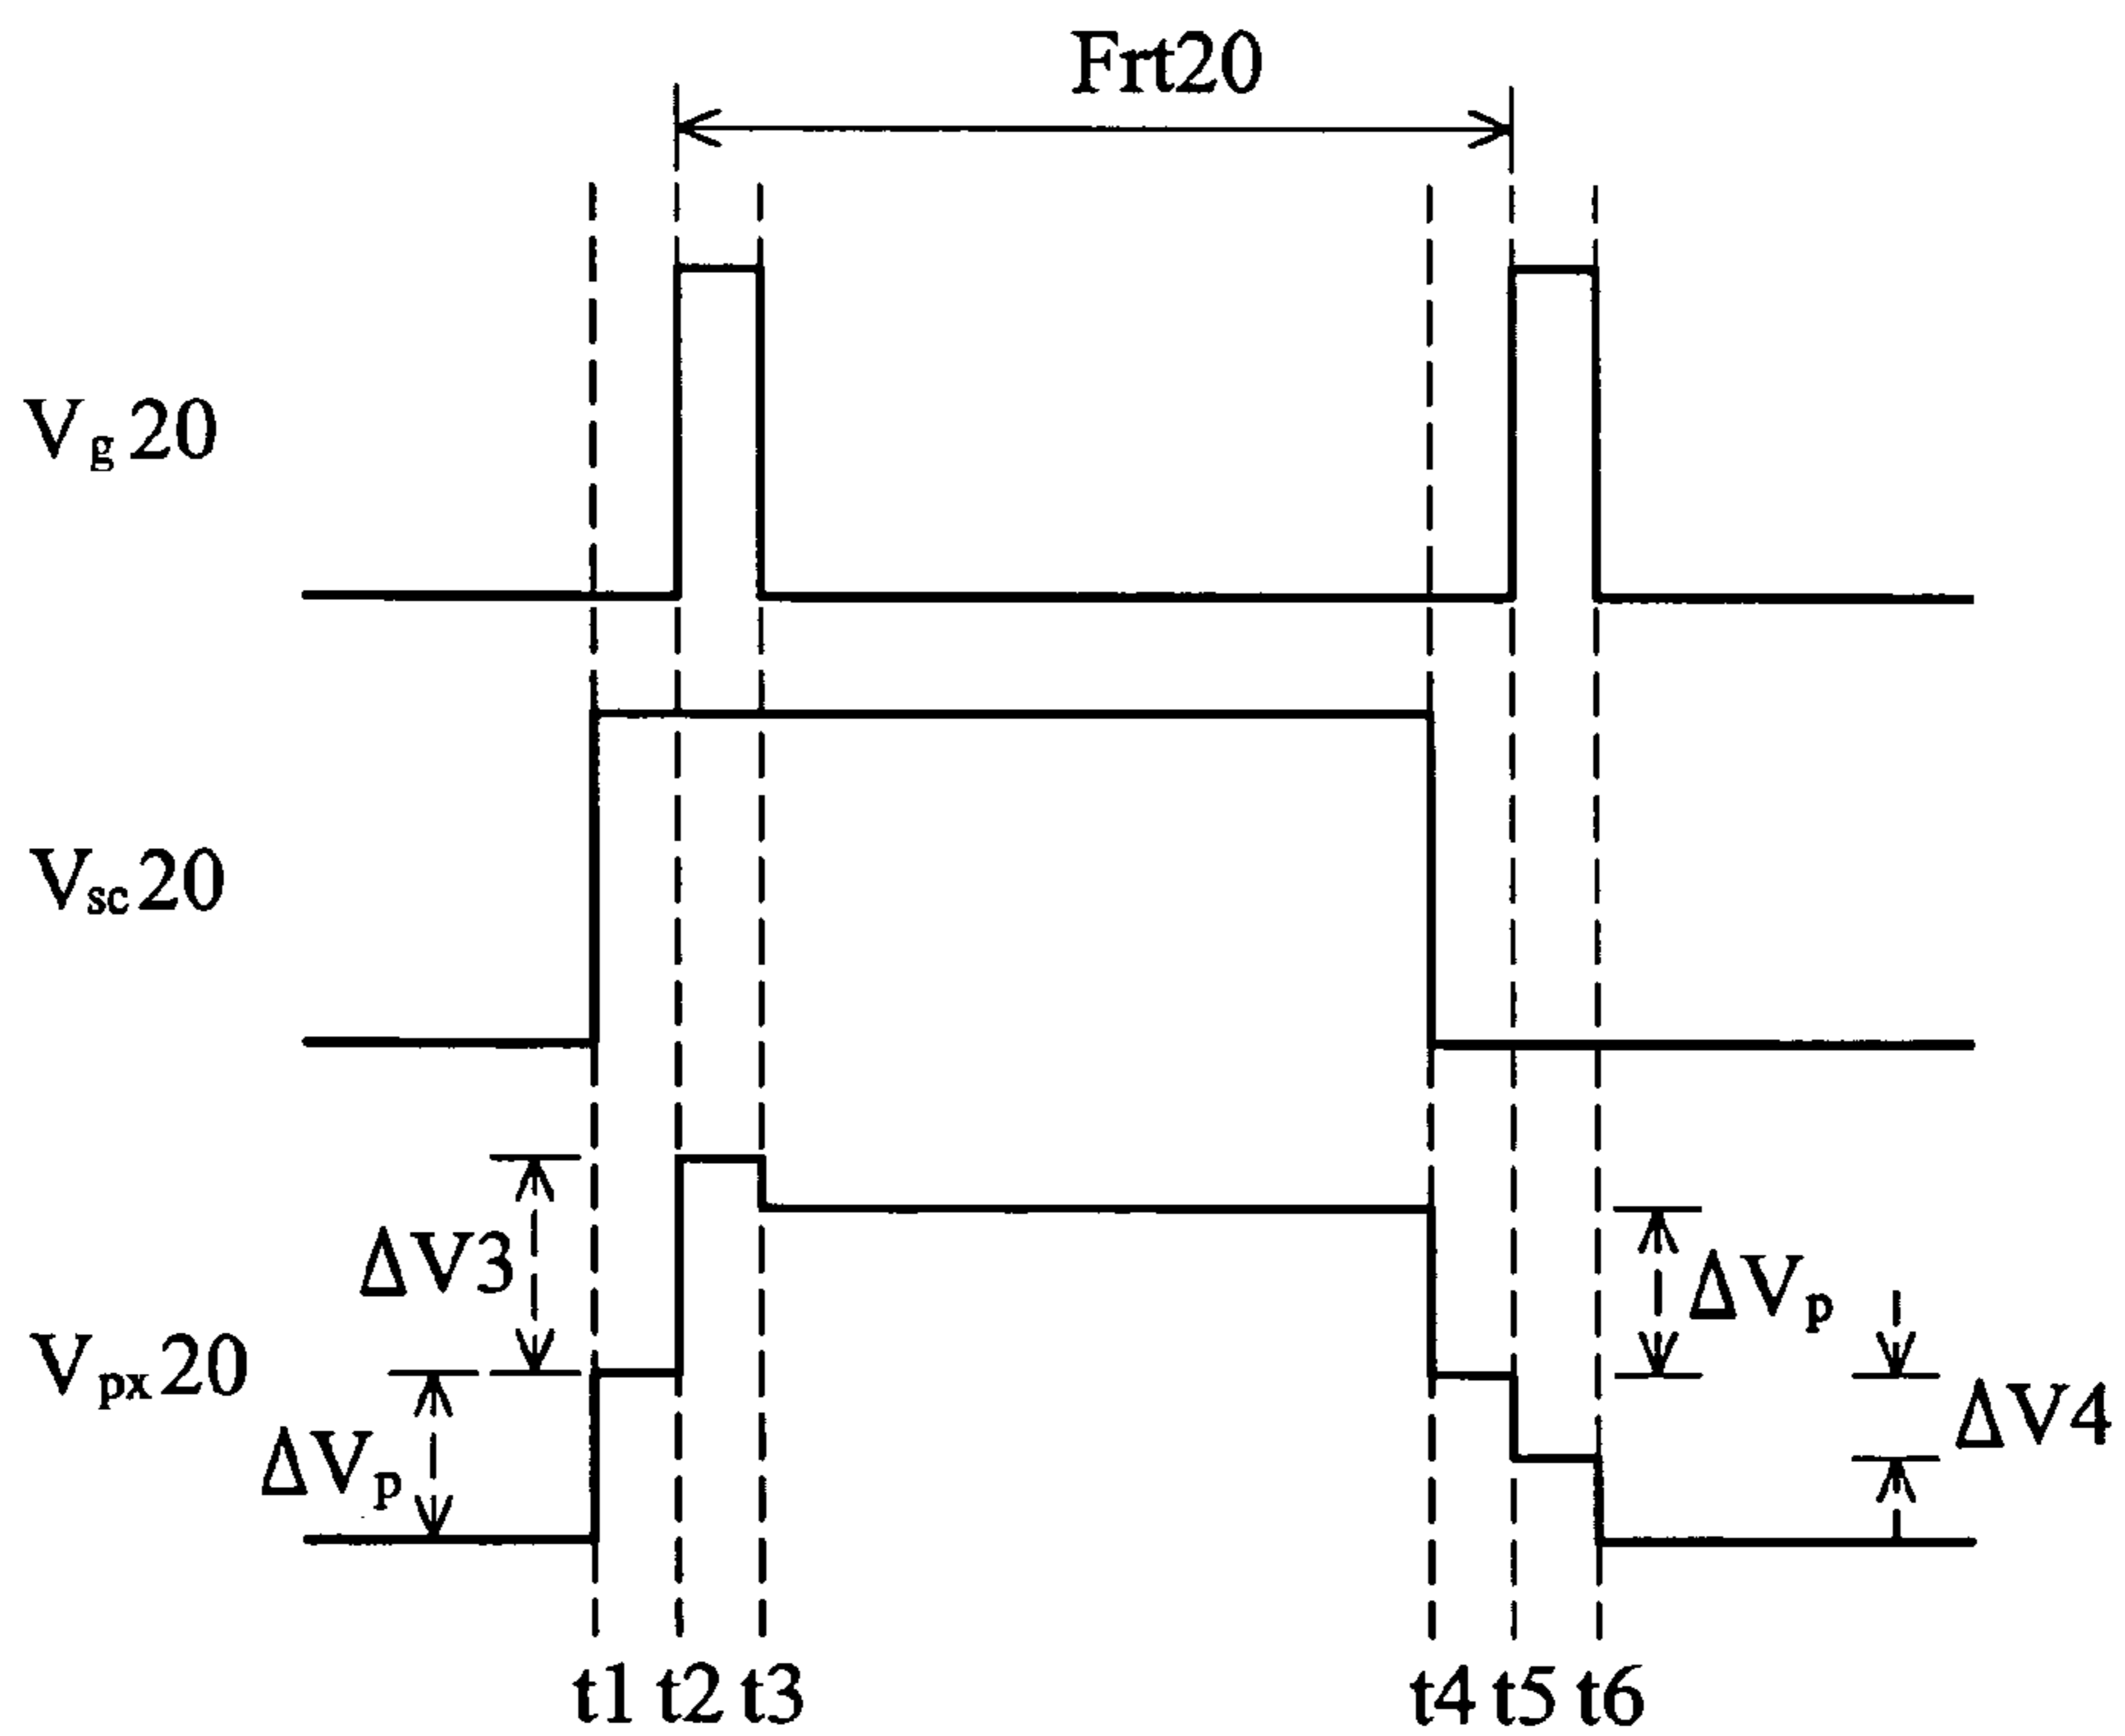 Frt20
Vg20
Vsc20
ΔV3
ΔVp
Vpx20
ΔV4
ΔVp
t1 t2 t3 t4 t5 t6